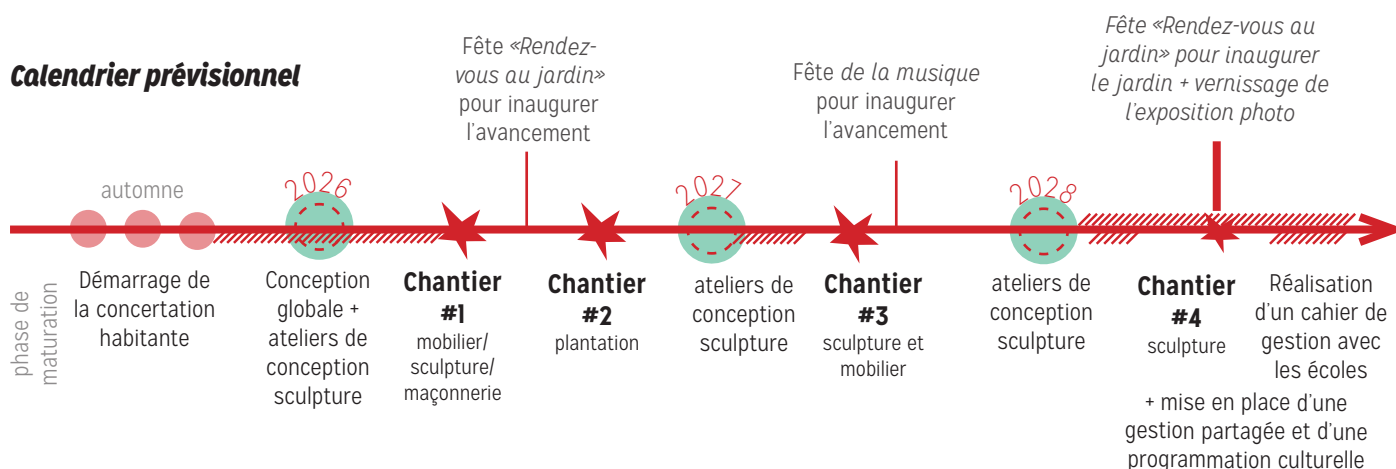 Calendrier prévisionnel
Fête «Rendez-
vous au jardin»
pour inaugurer
l'avancement
Fête de la musique
pour inaugurer
l'avancement
Fête «Rendez-vous au
jardin» pour inaugurer
le jardin + vernissage de
l'exposition photo
automne
2026
2027
2028
phase de
maturation
Démarrage de
la concertation
habitante
Conception
globale +
ateliers de
conception
sculpture
Chantier
#1
mobilier/
sculpture/
maçonnerie
Chantier
#2
plantation
ateliers de
conception
sculpture
Chantier
#3
sculpture et
mobilier
ateliers de
conception
sculpture
Chantier
#4
sculpture
Réalisation
d'un cahier de
gestion avec
les écoles
+ mise en place d'une
gestion partagée et d'une
programmation culturelle